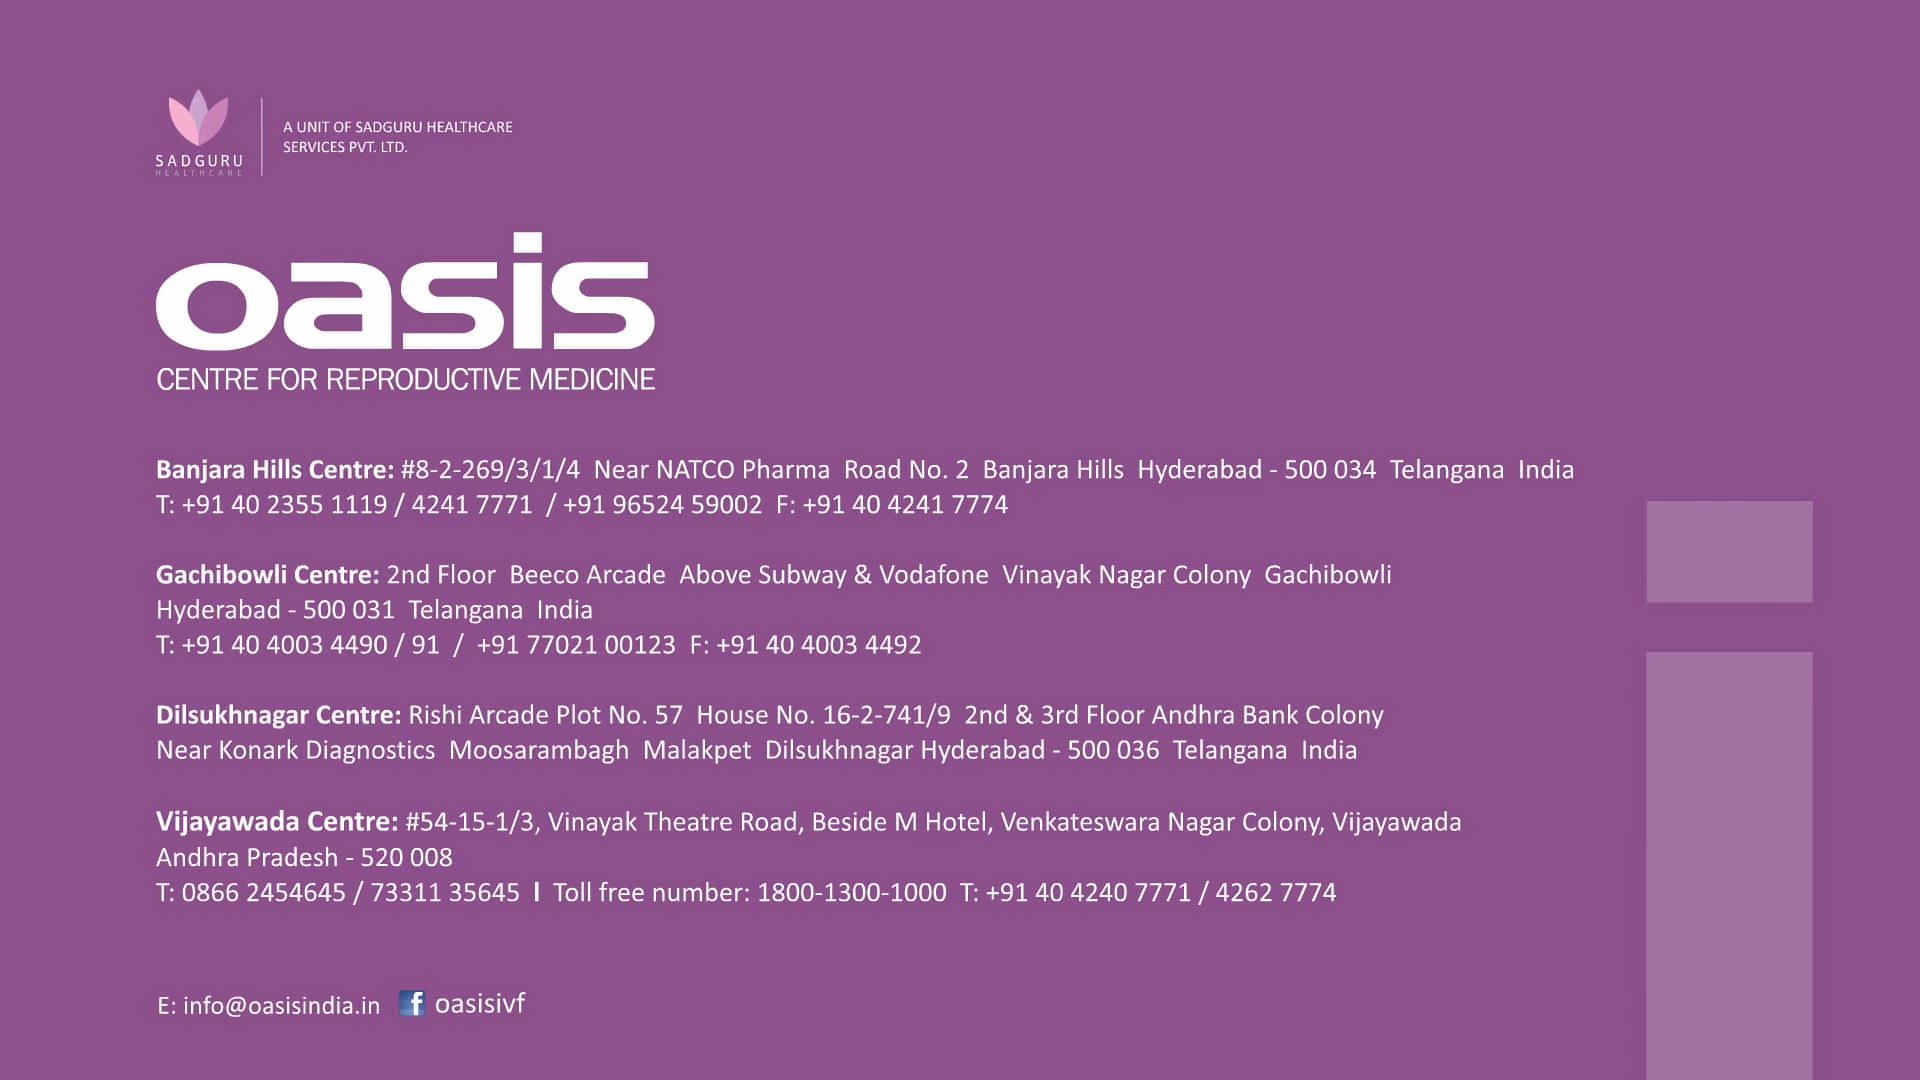 A UNIT OF SADGURU HEALTHCARE
SERVICES PVT. LTD.
SADGURU
HEALTHCARE
oasis
CENTRE FOR REPRODUCTIVE MEDICINE
Banjara Hills Centre: #8-2-269/3/1/4 Near NATCO Pharma Road No. 2 Banjara Hills Hyderabad - 500 034 Telangana India
T: +91 40 2355 1119 / 4241 7771 / +91 96524 59002 F: +91 40 4241 7774
Gachibowli Centre: 2nd Floor Beeco Arcade Above Subway & Vodafone Vinayak Nagar Colony Gachibowli
Hyderabad - 500 031 Telangana India
T: +91 40 4003 4490 / 91 / +91 77021 00123 F: +91 40 4003 4492
Dilsukhnagar Centre: Rishi Arcade Plot No. 57 House No. 16-2-741/9 2nd & 3rd Floor Andhra Bank Colony
Near Konark Diagnostics Moosarambagh Malakpet Dilsukhnagar Hyderabad - 500 036 Telangana India
Vijayawada Centre: #54-15-1/3, Vinayak Theatre Road, Beside M Hotel, Venkateswara Nagar Colony, Vijayawada
Andhra Pradesh - 520 008
T: 0866 2454645 / 73311 35645 l Toll free number: 1800-1300-1000 T: +91 40 4240 7771 / 4262 7774
E: info@oasisindia.in f oasisivf